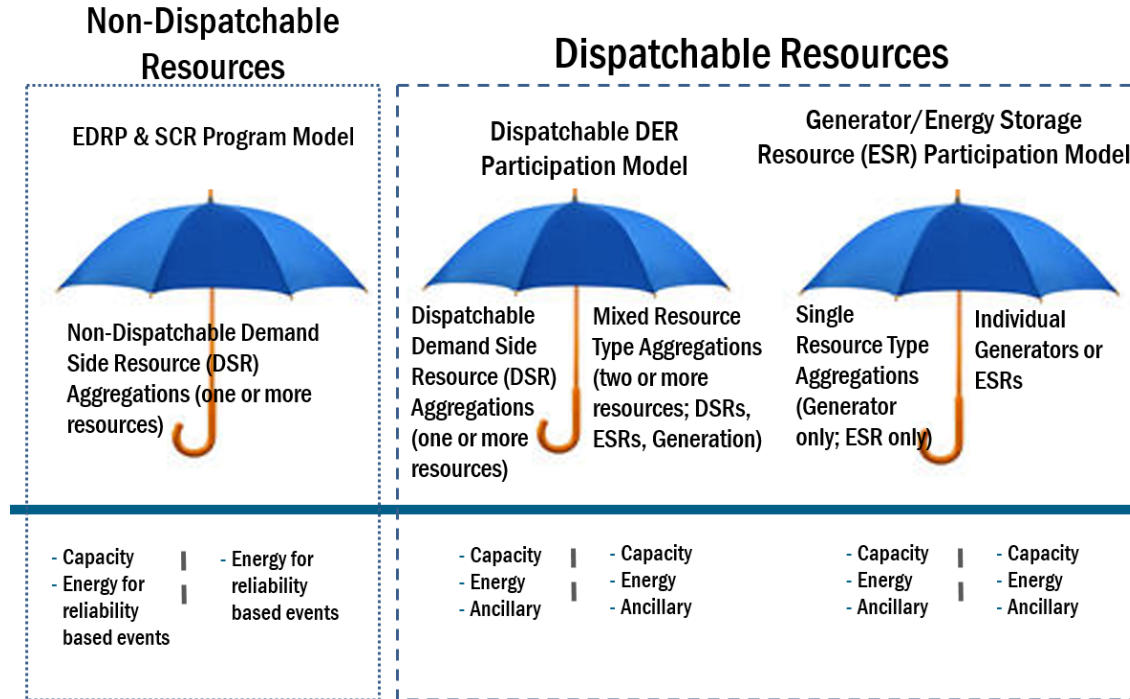 Non-Dispatchable
Resources
Dispatchable Resources
EDRP & SCR Program Model
Dispatchable DER
Participation Model
Generator/Energy Storage
Resource (ESR) Participation Model
Non-Dispatchable Demand
Side Resource (DSR)
Aggregations (one or more
resources)
Dispatchable
Demand Side
Resource (DSR)
Aggregations
(one or more
resources)
Mixed Resource
Type Aggregations
(two or more
resources; DSRs,
ESRs, Generation)
Single
Resource Type
Aggregations
(Generator
only; ESR only)
Individual
Generators or
ESRs
- Capacity
- Energy for
reliability
based events
- Energy for
reliability
based events
- Capacity
- Energy
- Ancillary
- Capacity
- Energy
- Ancillary
- Capacity
- Energy
- Ancillary
- Capacity
- Energy
- Ancillary